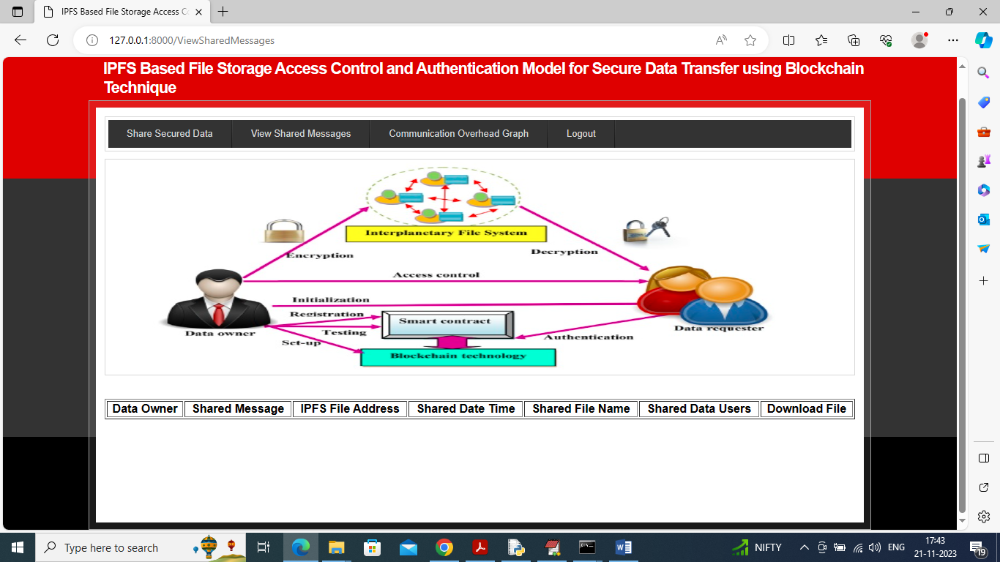 IPFS Based File Storage Access Co
127.0.0.1:8000/ViewSharedMessages
IPFS Based File Storage Access Control and Authentication Model for Secure Data Transfer using Blockchain
Technique
Share Secured Data View Shared Messages Communication Overhead Graph Logout
Interplanetary File System
Encryption
Decryption
Access control
Initialization
Registration
Smart contract
Testing
Data owner
Authentication
Data requester
Set-up
Blockchain technology
Data Owner Shared Message IPFS File Address Shared Date Time Shared File Name Shared Data Users Download File
Type here to search
NIFTY
ENG
17:43
21-11-2023
19